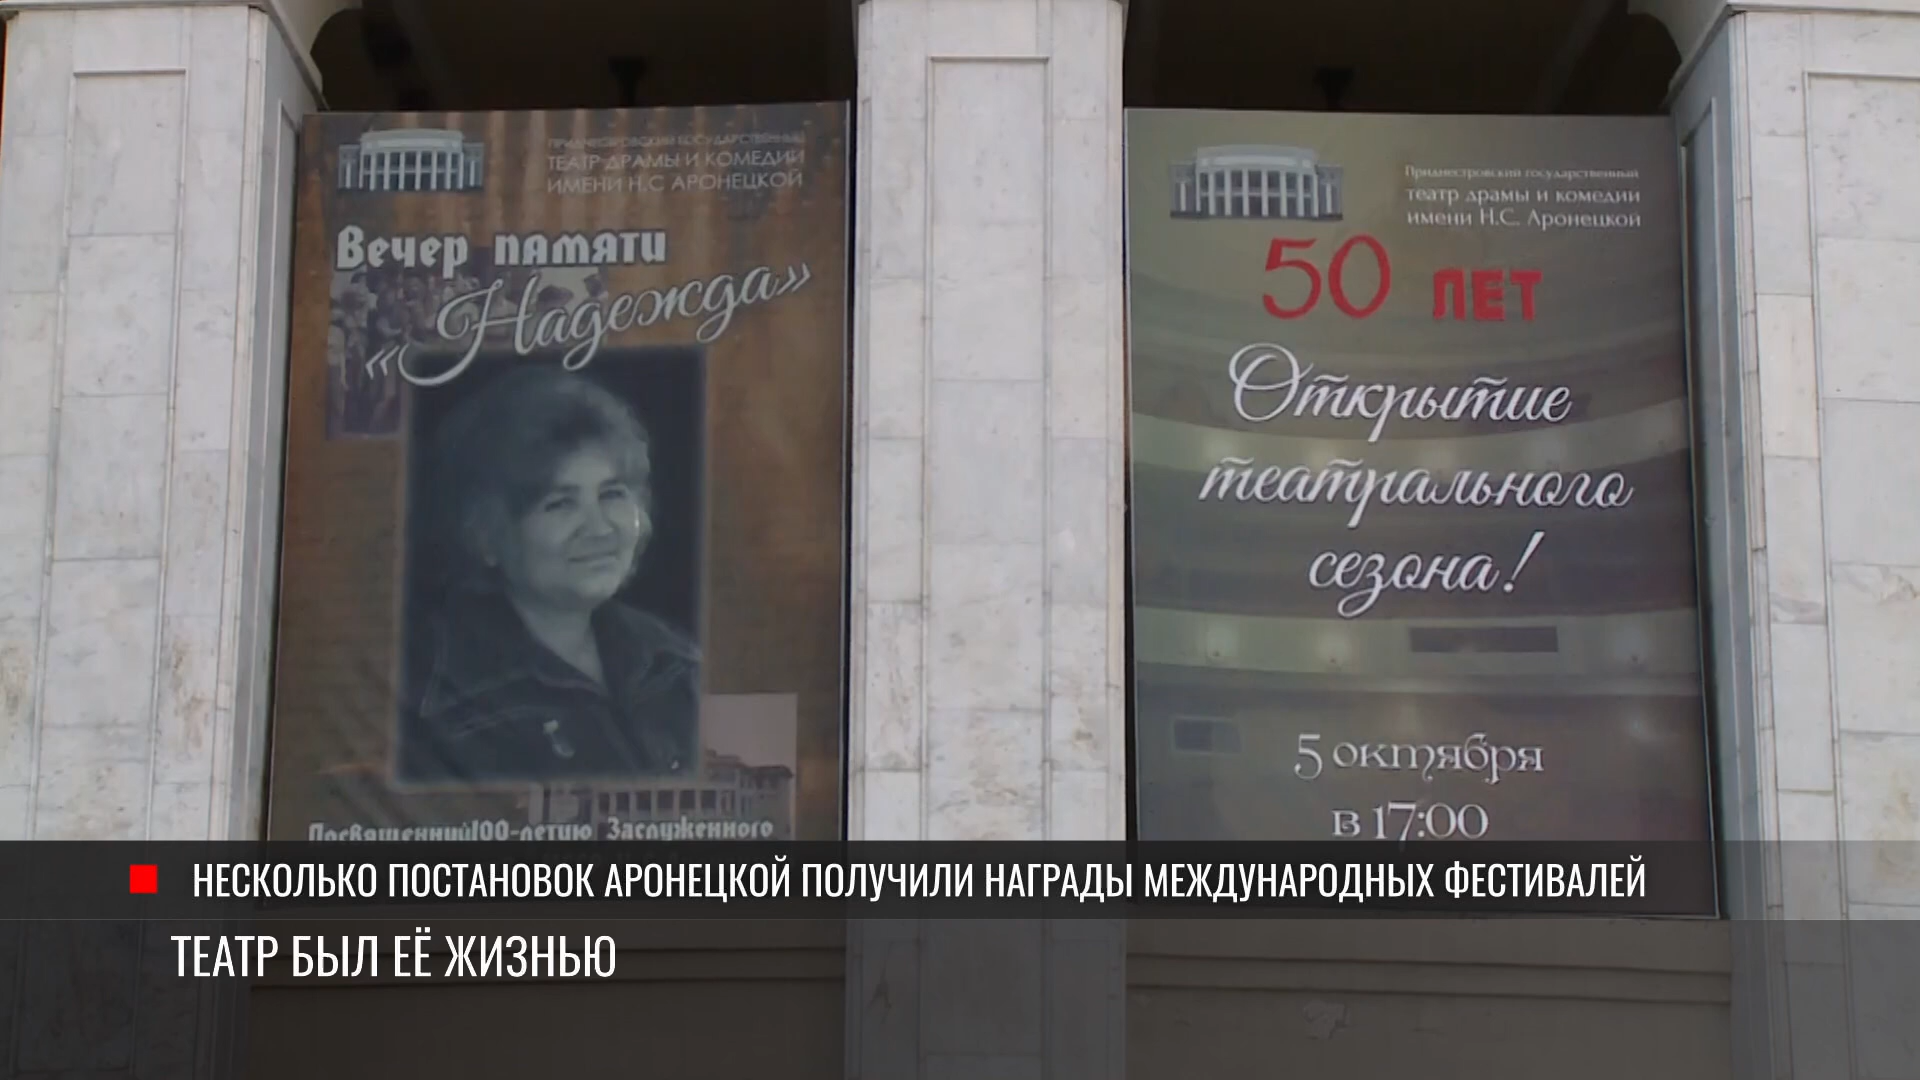 ПРИДНЕСТРОВСКИЙ ГОСУДАРСТВЕННЫЙ
ТЕАТР ДРАМЫ И КОМЕДИИ
ИМЕНИ Н.С АРОНЕЦКОЙ
Вечер памяти
«Надежда»
Посвященный 100-летию Заслуженного
Приднестровский государственный
театр драмы и комедии
имени Н.С. Аронецкой
50 ЛЕТ
Открытие
театрального
сезона!
5 октября
в 17:00
НЕСКОЛЬКО ПОСТАНОВОК АРОНЕЦКОЙ ПОЛУЧИЛИ НАГРАДЫ МЕЖДУНАРОДНЫХ ФЕСТИВАЛЕЙ
ТЕАТР БЫЛ ЕЁ ЖИЗНЬЮ